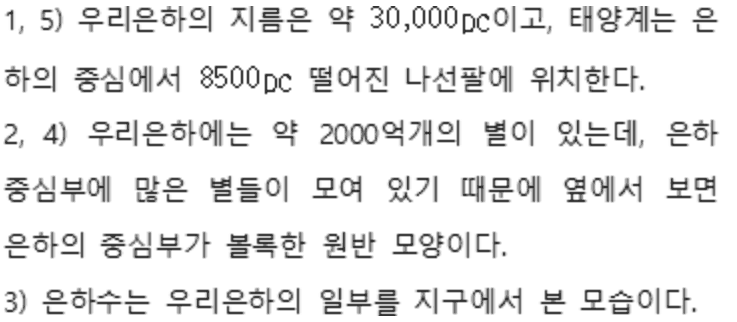 1, 5) 우리은하의 지름은 약 30,000pc이고, 태양계는 은
하의 중심에서 8500pc 떨어진 나선팔에 위치한다.
2, 4) 우리은하에는 약 2000억개의 별이 있는데, 은하
중심부에 많은 별들이 모여 있기 때문에 옆에서 보면
은하의 중심부가 볼록한 원반 모양이다.
3) 은하수는 우리은하의 일부를 지구에서 본 모습이다.